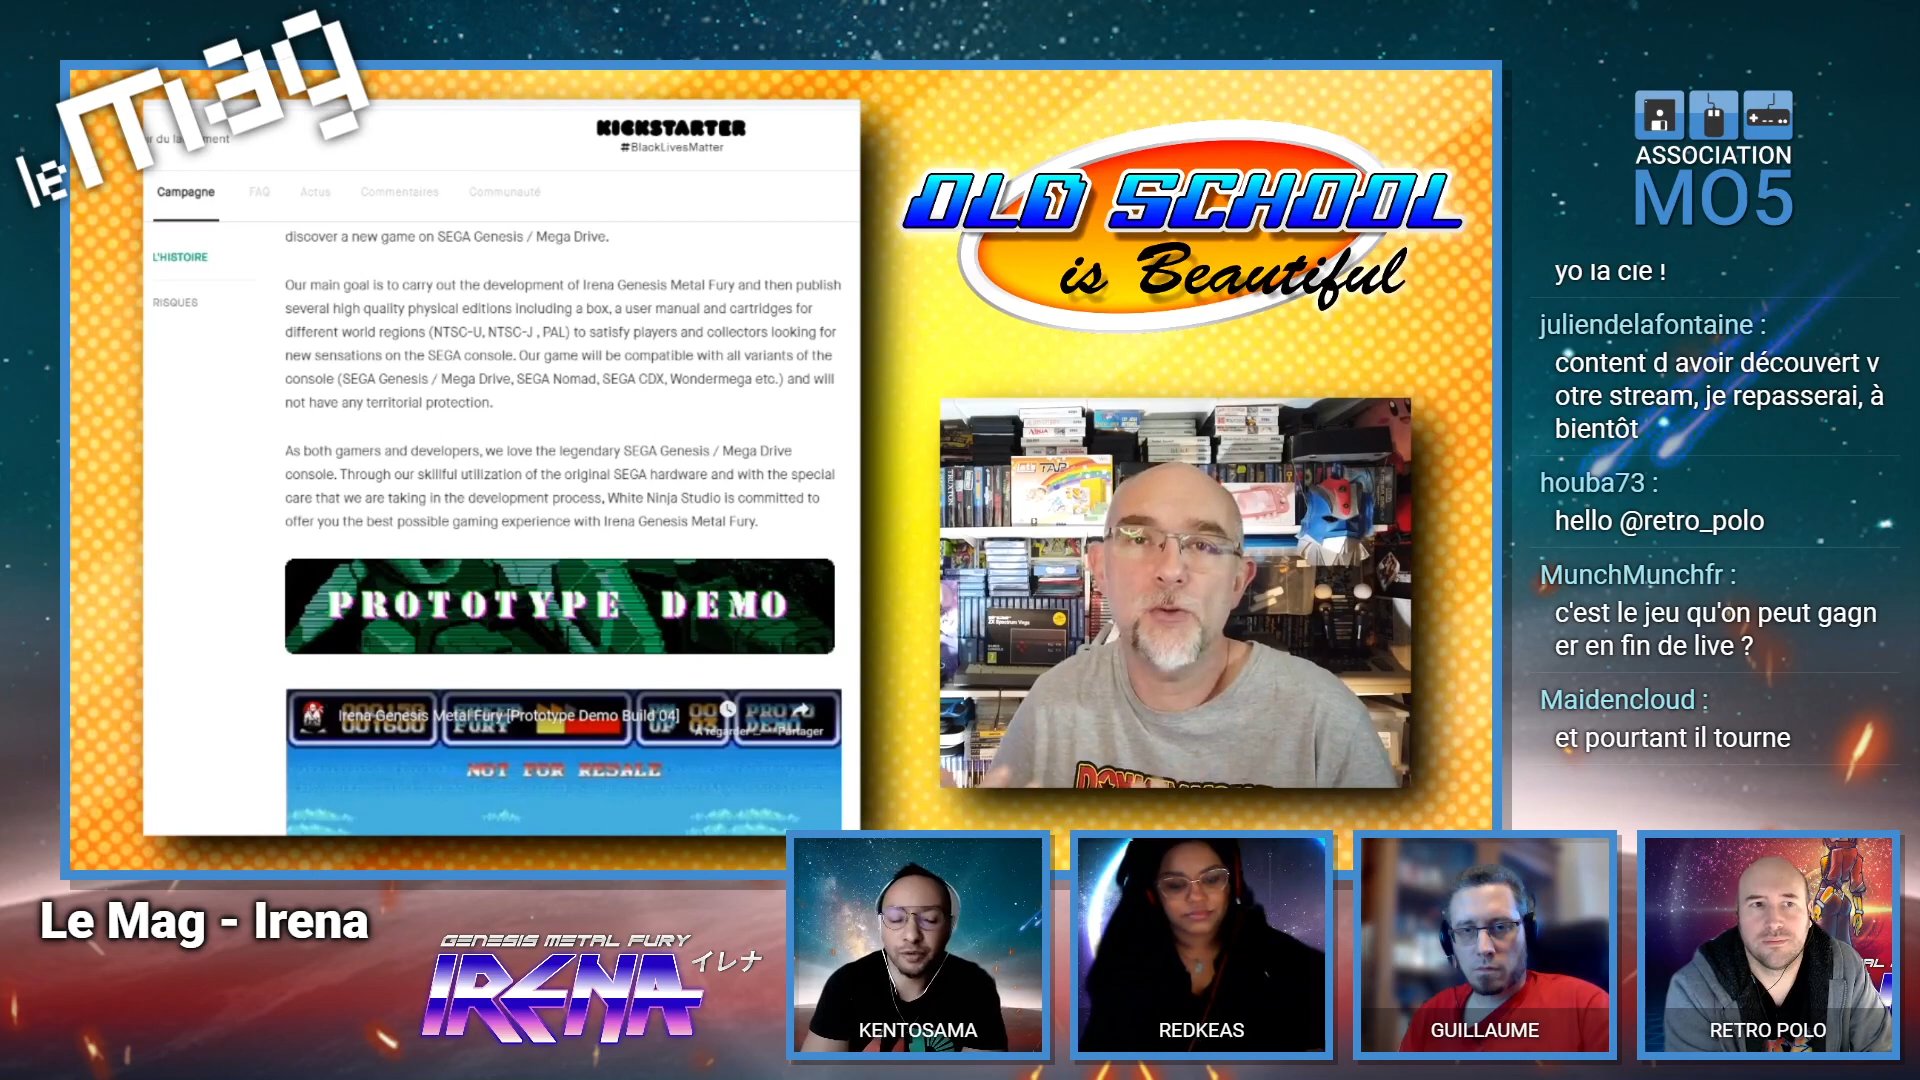 le Mag
KICKSTARTER
#BlackLivesMatter
Campagne
FAQ
Actus
Commentaires
Communauté
L'HISTOIRE
RISQUES
discover a new game on SEGA Genesis / Mega Drive.
Our main goal is to carry out the development of Irena Genesis Metal Fury and then publish
several high quality physical editions including a box, a user manual and cartridges for
different world regions (NTSC-U, NTSC-J , PAL) to satisfy players and collectors looking for
new sensations on the SEGA console. Our game will be compatible with all variants of the
console (SEGA Genesis / Mega Drive, SEGA Nomad, SEGA CDX, Wondermega etc.) and will
not have any territorial protection.
As both gamers and developers, we love the legendary SEGA Genesis / Mega Drive
console. Through our skillful utilization of the original SEGA hardware and with the special
care that we are taking in the development process, White Ninja Studio is committed to
offer you the best possible gaming experience with Irena Genesis Metal Fury.
PROTOTYPE DEMO
Irena Genesis Metal Fury [Prototype Demo Build 04]
À regarder ... Partager
FURY
UP
DEMO
NOT FOR RESALE
OLD SCHOOL
is Beautiful
TAP
ASSOCIATION
MO5
yo la cie !
juliendelafontaine :
content d avoir découvert v
otre stream, je repasserai, à
bientôt
houba73 :
hello @retro_polo
MunchMunchfr :
c'est le jeu qu'on peut gagn
er en fin de live ?
Maidencloud :
et pourtant il tourne
Le Mag - Irena
GENESIS METAL FURY
イレナ
IRENA
KENTOSAMA
REDKEAS
GUILLAUME
RETRO POLO